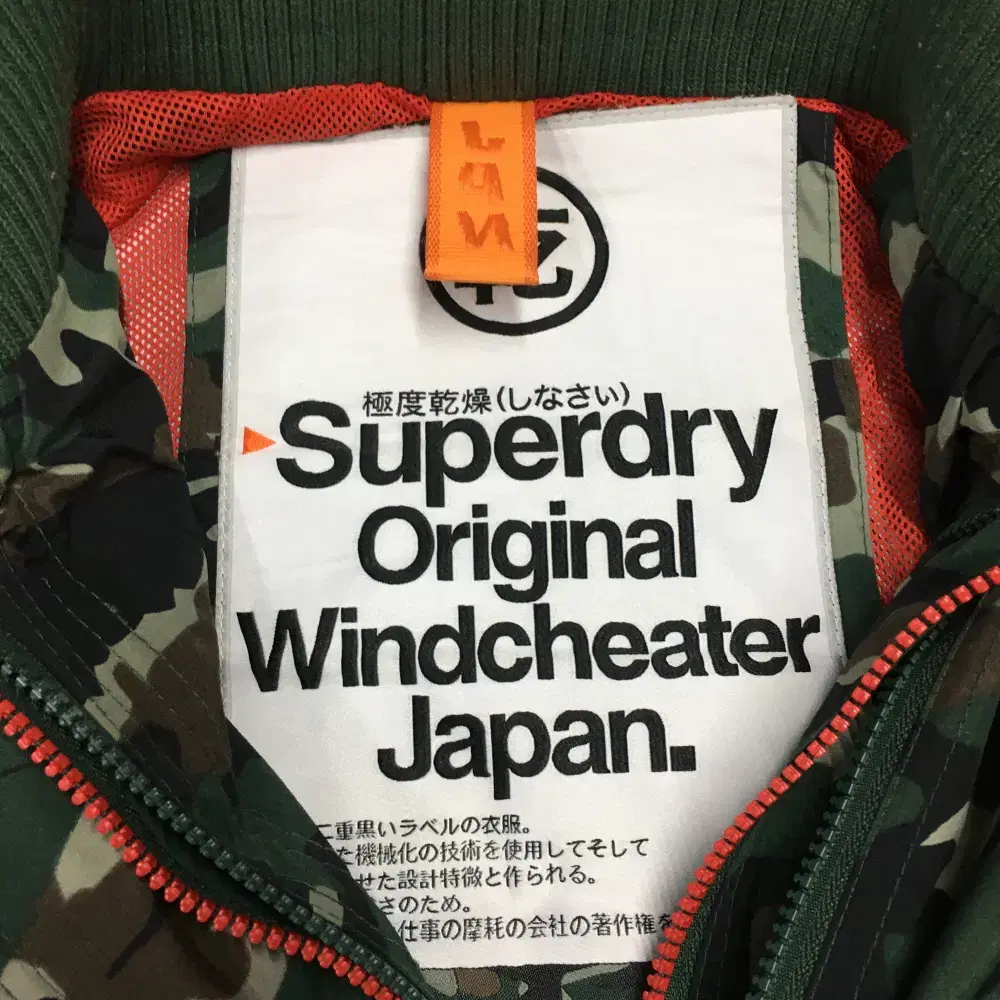 乾
極度乾燥(しなさい)
Superdry
Original
Windcheater
Japan.
二重黒いラベルの衣服。
た機械化の技術を使用してそして
せた設計特微と作られる。
さのため。
仕事の摩耗の会社の著作権を